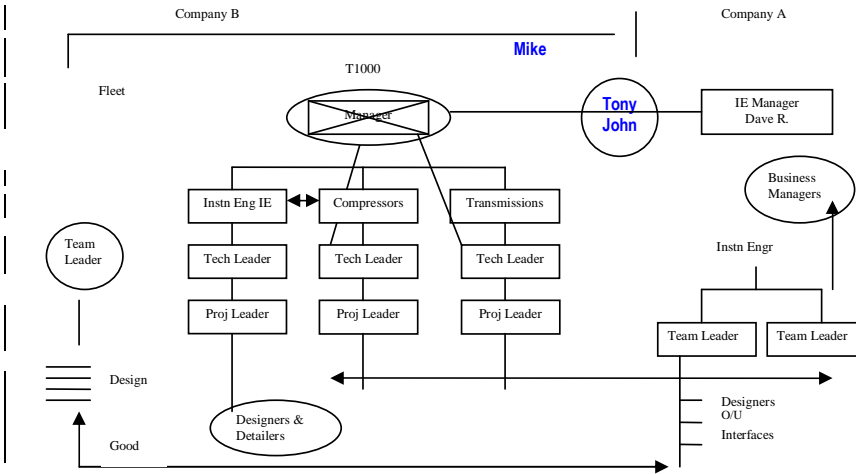 Company B
Company A
Mike
T1000
Fleet
Manager
Tony
John
IE Manager
Dave R.
Business
Managers
Instn Eng IE
Compressors
Transmissions
Team
Leader
Tech Leader
Tech Leader
Tech Leader
Instn Engr
Proj Leader
Proj Leader
Proj Leader
Team Leader
Team Leader
Design
Designers &
Detailers
Designers
O/U
Interfaces
Good